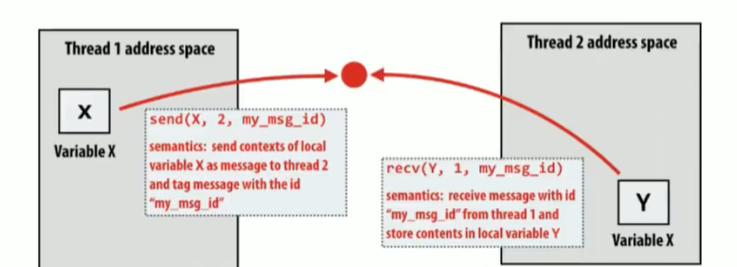 Thread 1 address space
X
Variable X
send(X, 2, my_msg_id)
semantics: send contexts of local
variable X as message to thread 2
and tag message with the id
"my_msg_id"
Thread 2 address space
recv(Y, 1, my_msg_id)
semantics: receive message with id
"my_msg_id" from thread 1 and
store contents in local variable Y
Y
Variable X